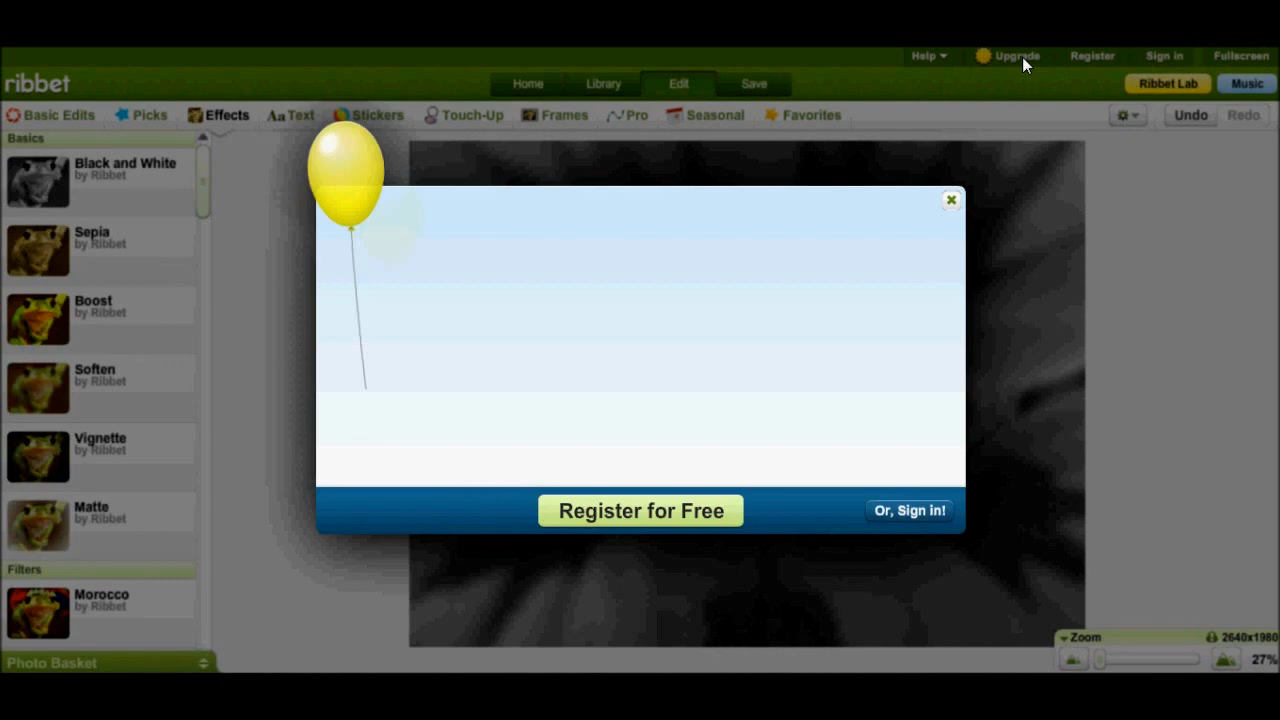 Help Upgrade Register Sign in Fullscreen
ribbet Home Library Edit Save Ribbet Lab Music
Basic Edits Picks Effects Aa Text Stickers Touch-Up Frames Pro Seasonal Favorites Undo Redo
Basics
Black and White
by Ribbet
Sepia
by Ribbet
Boost
by Ribbet
Soften
by Ribbet
Vignette
by Ribbet
Matte
by Ribbet
Filters
Morocco
by Ribbet
Photo Basket
Register for Free Or, Sign in!
Zoom 2640x1980
27%